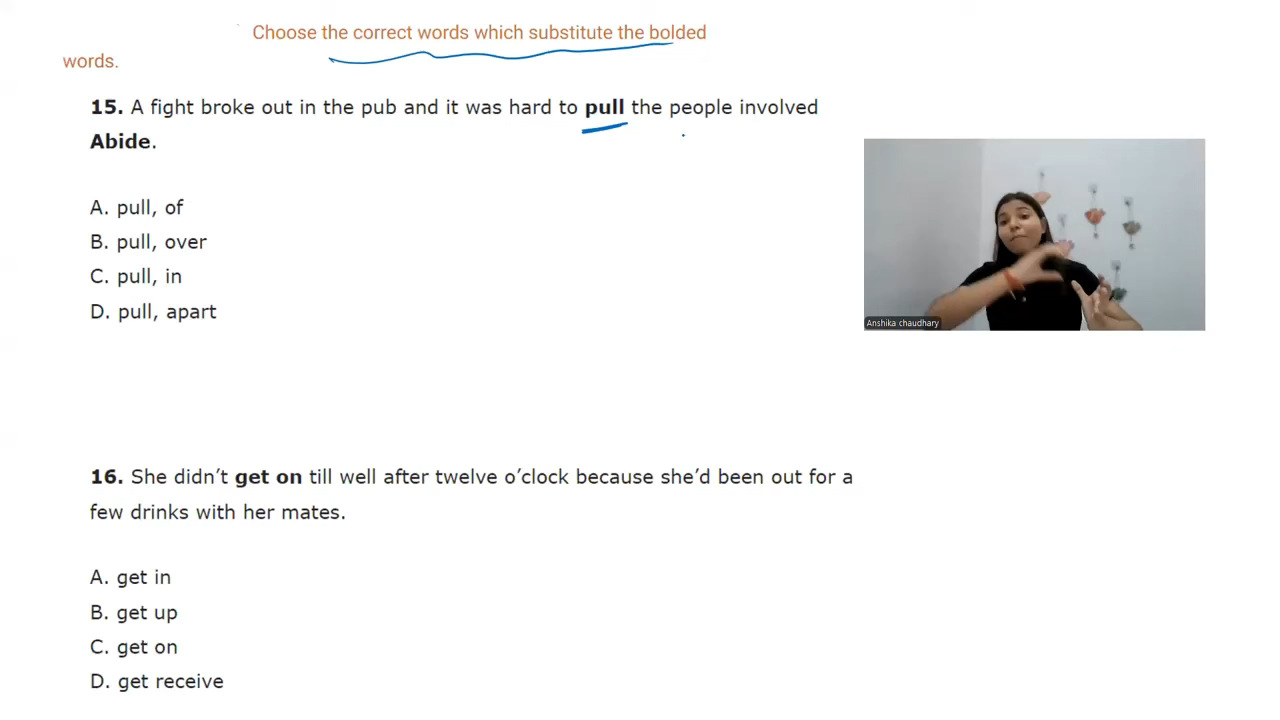 Choose the correct words which substitute the bolded
words.
15. A fight broke out in the pub and it was hard to pull the people involved
Abide.
A. pull, of
B. pull, over
C. pull, in
D. pull, apart
Anshika chaudhary
16. She didn’t get on till well after twelve o’clock because she’d been out for a
few drinks with her mates.
A. get in
B. get up
C. get on
D. get receive